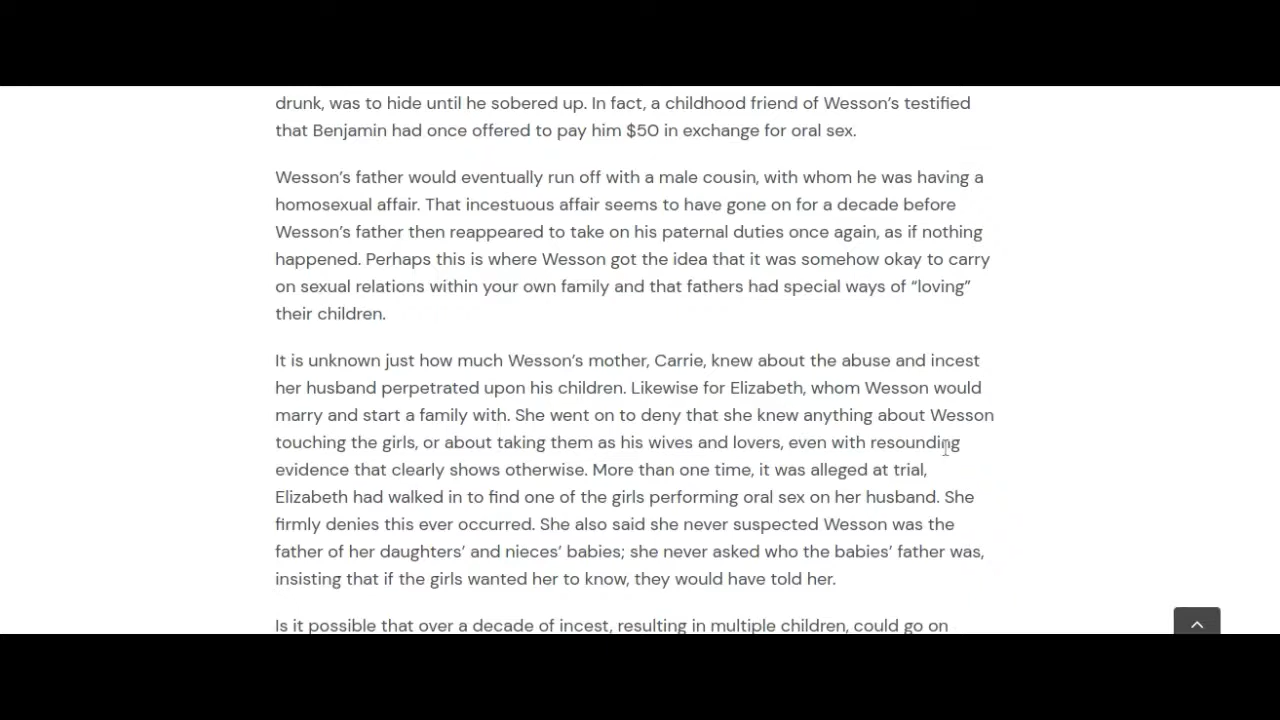 drunk, was to hide until he sobered up. In fact, a childhood friend of Wesson’s testified
that Benjamin had once offered to pay him $50 in exchange for oral sex.
Wesson’s father would eventually run off with a male cousin, with whom he was having a
homosexual affair. That incestuous affair seems to have gone on for a decade before
Wesson’s father then reappeared to take on his paternal duties once again, as if nothing
happened. Perhaps this is where Wesson got the idea that it was somehow okay to carry
on sexual relations within your own family and that fathers had special ways of “loving”
their children.
It is unknown just how much Wesson’s mother, Carrie, knew about the abuse and incest
her husband perpetrated upon his children. Likewise for Elizabeth, whom Wesson would
marry and start a family with. She went on to deny that she knew anything about Wesson
touching the girls, or about taking them as his wives and lovers, even with resounding
evidence that clearly shows otherwise. More than one time, it was alleged at trial,
Elizabeth had walked in to find one of the girls performing oral sex on her husband. She
firmly denies this ever occurred. She also said she never suspected Wesson was the
father of her daughters’ and nieces’ babies; she never asked who the babies’ father was,
insisting that if the girls wanted her to know, they would have told her.
Is it possible that over a decade of incest, resulting in multiple children, could go on